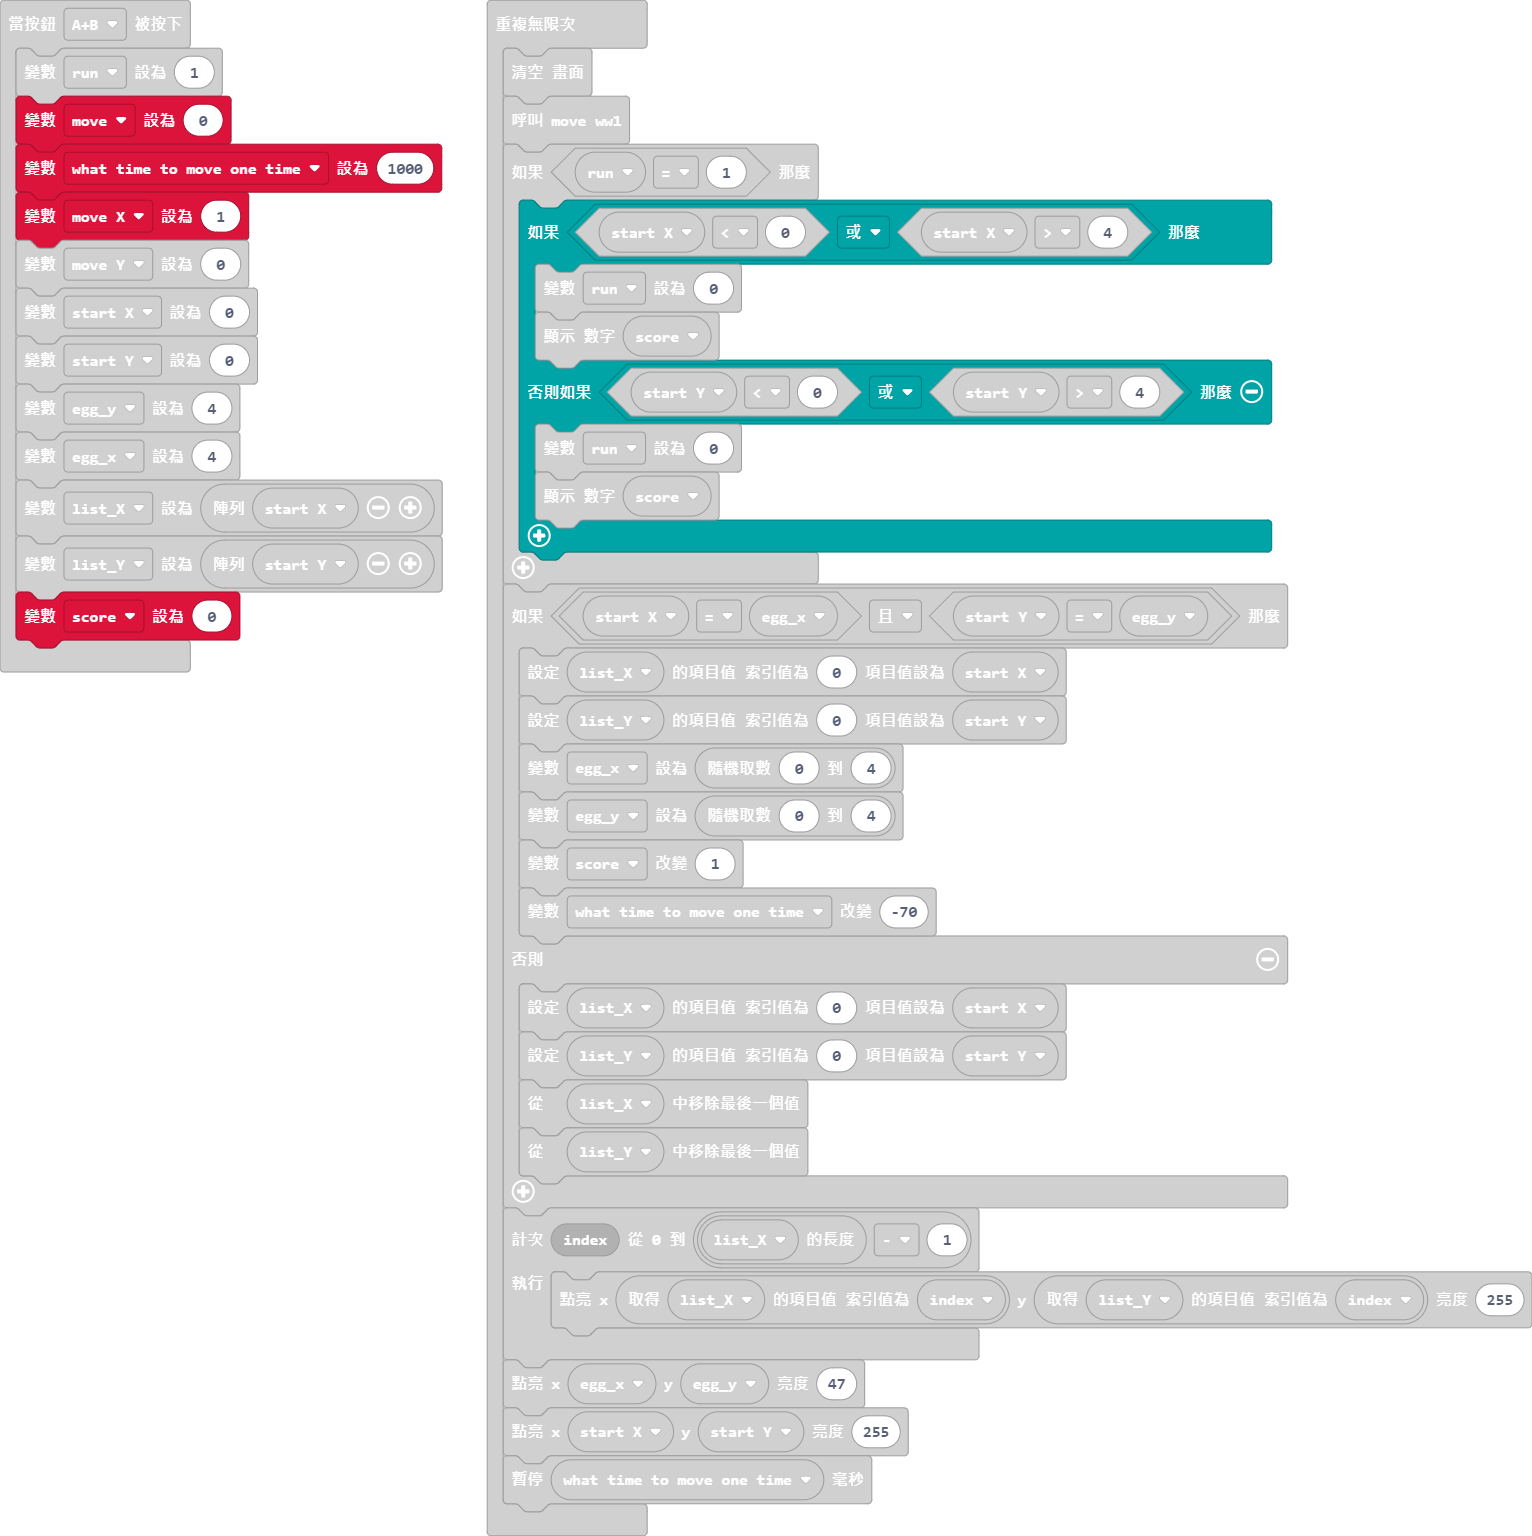 當按鈕 A+B 被按下
變數 run 設為 1
變數 move 設為 0
變數 what time to move one time 設為 1000
變數 move X 設為 1
變數 move Y 設為 0
變數 start X 設為 0
變數 start Y 設為 0
變數 egg_y 設為 4
變數 egg_x 設為 4
變數 list_X 設為 陣列 start X
變數 list_Y 設為 陣列 start Y
變數 score 設為 0
重複無限次
清空 畫面
呼叫 move ww1
如果 run = 1 那麼
如果 start X < 0 或 start X > 4 那麼
變數 run 設為 0
顯示 數字 score
否則如果 start Y < 0 或 start Y > 4 那麼
變數 run 設為 0
顯示 數字 score
如果 start X = egg_x 且 start Y = egg_y 那麼
設定 list_X 的項目值 索引值為 0 項目值設為 start X
設定 list_Y 的項目值 索引值為 0 項目值設為 start Y
變數 egg_x 設為 隨機取數 0 到 4
變數 egg_y 設為 隨機取數 0 到 4
變數 score 改變 1
變數 what time to move one time 改變 -70
否則
設定 list_X 的項目值 索引值為 0 項目值設為 start X
設定 list_Y 的項目值 索引值為 0 項目值設為 start Y
從 list_X 中移除最後一個值
從 list_Y 中移除最後一個值
計次 index 從 0 到 list_X 的長度 - 1
執行
點亮 x 取得 list_X 的項目值 索引值為 index y 取得 list_Y 的項目值 索引值為 index 亮度 255
點亮 x egg_x y egg_y 亮度 47
點亮 x start X y start Y 亮度 255
暫停 what time to move one time 毫秒